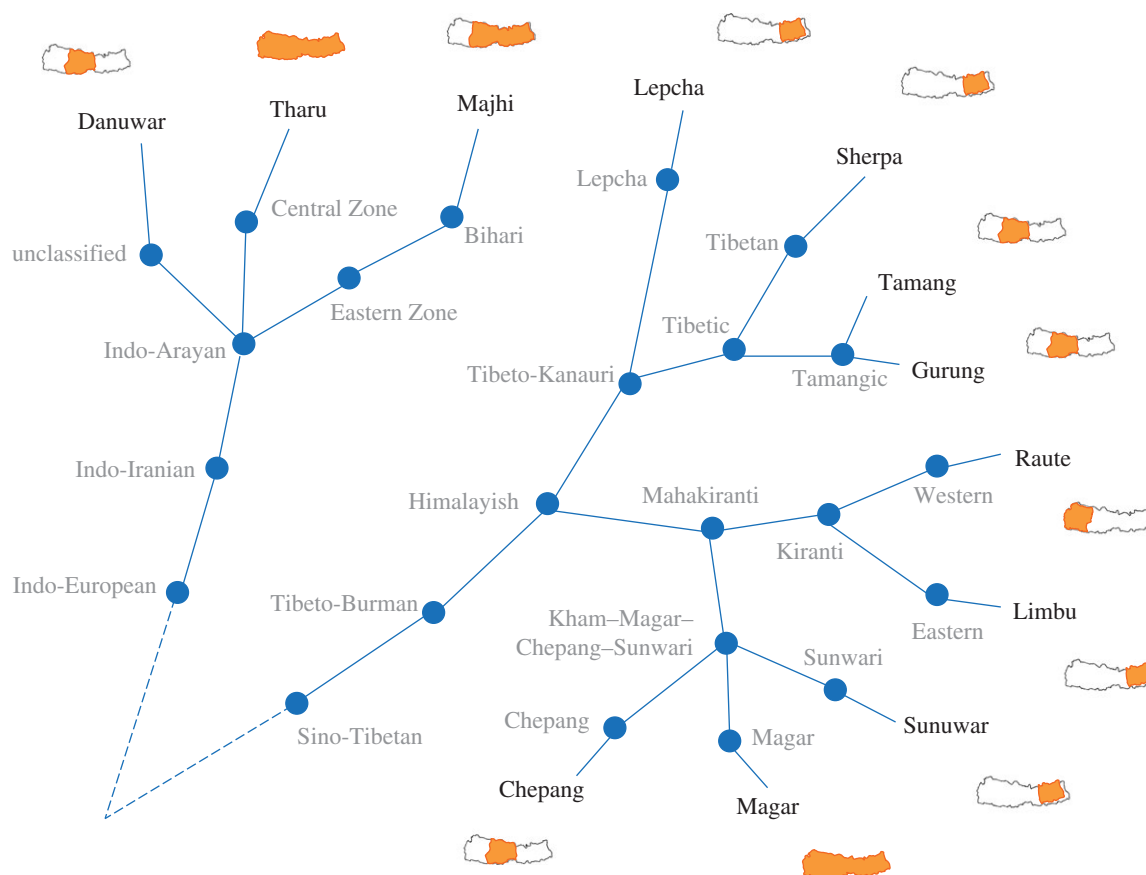 Lepcha
Tharu
Majhi
Danuwar
Sherpa
Lepcha
Central Zone
Bihari
Tibetan
unclassified
Eastern Zone
Tamang
Tibetic
Indo-Arayan
Tibeto-Kanauri
Tamangic
Gurung
Indo-Iranian
Himalayish
Mahakiranti
Raute
Western
Kiranti
Indo-European
Tibeto-Burman
Kham–Magar–
Chepang–Sunwari
Limbu
Eastern
Sunwari
Sino-Tibetan
Chepang
Magar
Sunuwar
Chepang
Magar